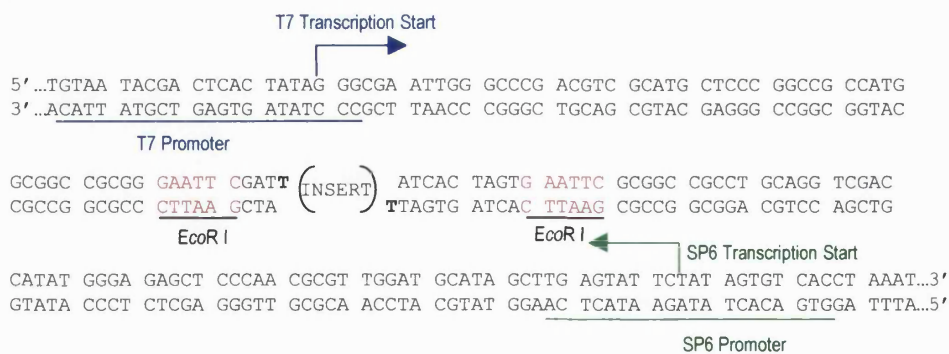 T7 Transcription Start
5′ ...TGTAA TACGA CTCAC TATAG GGCGA ATTGG GCCCG ACGTC GCATG CTCCC GGCCG CCATG
3′ ...ACATT ATGCT GAGTG ATATC CCGCT TAACC CGGGC TGCAG CGTAC GAGGG CCGGC GGTAC
T7 Promoter
GCGGC CGCGG GAATT CGATT (INSERT) ATCAC TAGTG AATTC GCGGC CGCCT GCAGG TCGAC
CGCCG GCGCC CTTAA GCTA TTAGTG ATCAC TTAAG CGCCG GCGGA CGTCC AGCTG
EcoR I EcoR I
SP6 Transcription Start
CATAT GGGA GAGCT CCCAA CGCGT TGGAT GCATA GCTTG AGTAT TCTAT AGTGT CACCT AAAT...3′
GTATA CCCT CTCGA GGGTT GCGCA ACCTA CGTAT GGAAC TCATAA GATAT CACAG TGGA TTTA...5′
SP6 Promoter